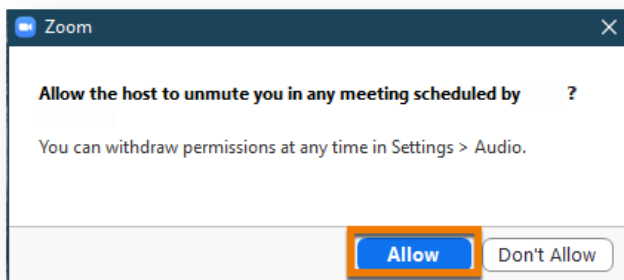 Zoom
Allow the host to unmute you in any meeting scheduled by ?
You can withdraw permissions at any time in Settings > Audio.
Allow
Don't Allow